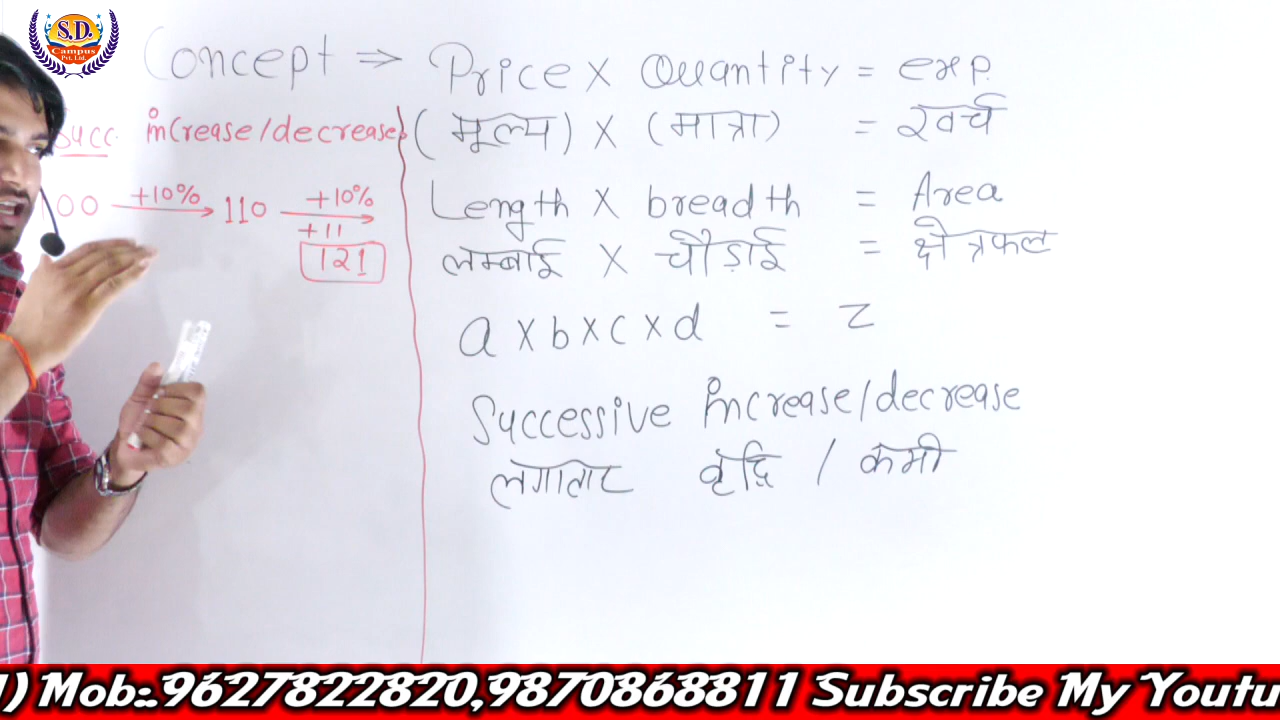 S.D.
Campus
Pvt. Ltd.
Concept ⇒ Price X Quantity = exp.
(मूल्य) X (मात्रा) = खर्च
Succ. increase/decrease
00 +10% 110 +10%
+11
121
Length X breadth = Area
लम्बाई X चौड़ाई = क्षेत्रफल
a X b X c X d = z
Successive increase/decrease
लगातार वृद्धि / कमी
) Mob:.9627822820,9870868811 Subscribe My Youtu